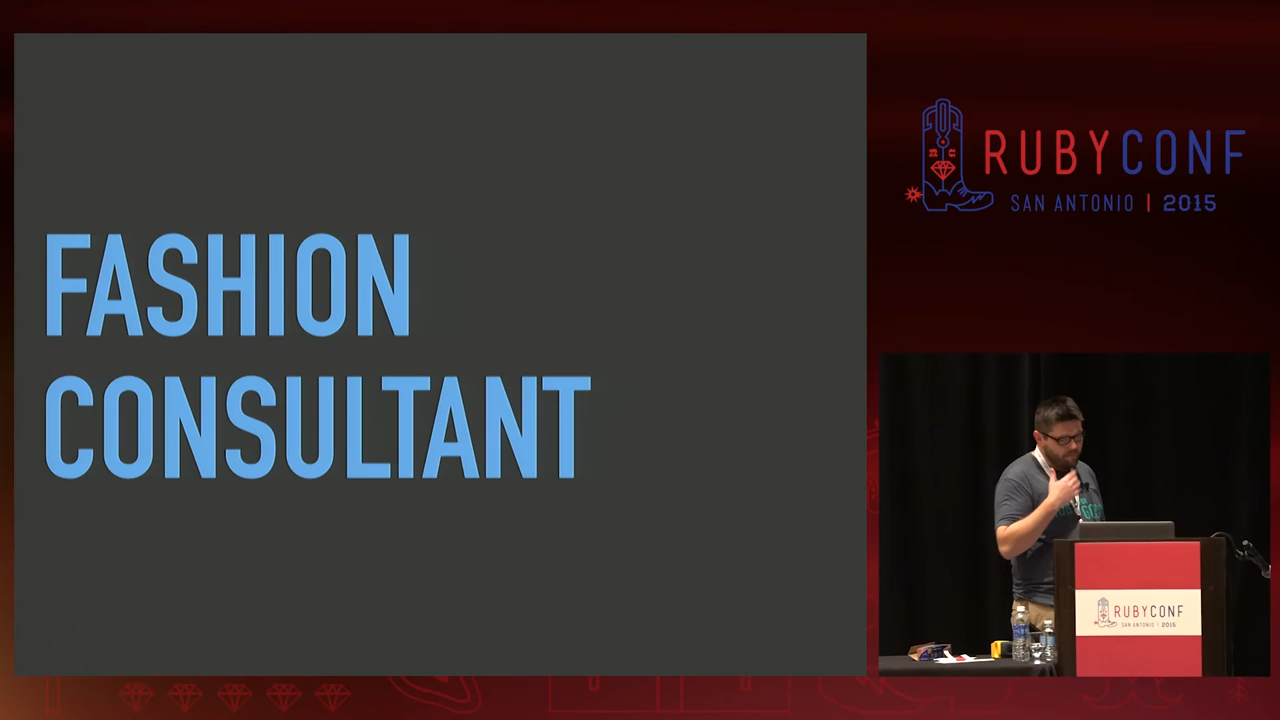 FASHION
CONSULTANT
RUBYCONF
SAN ANTONIO | 2015
RUBYCONF
SAN ANTONIO | 2015